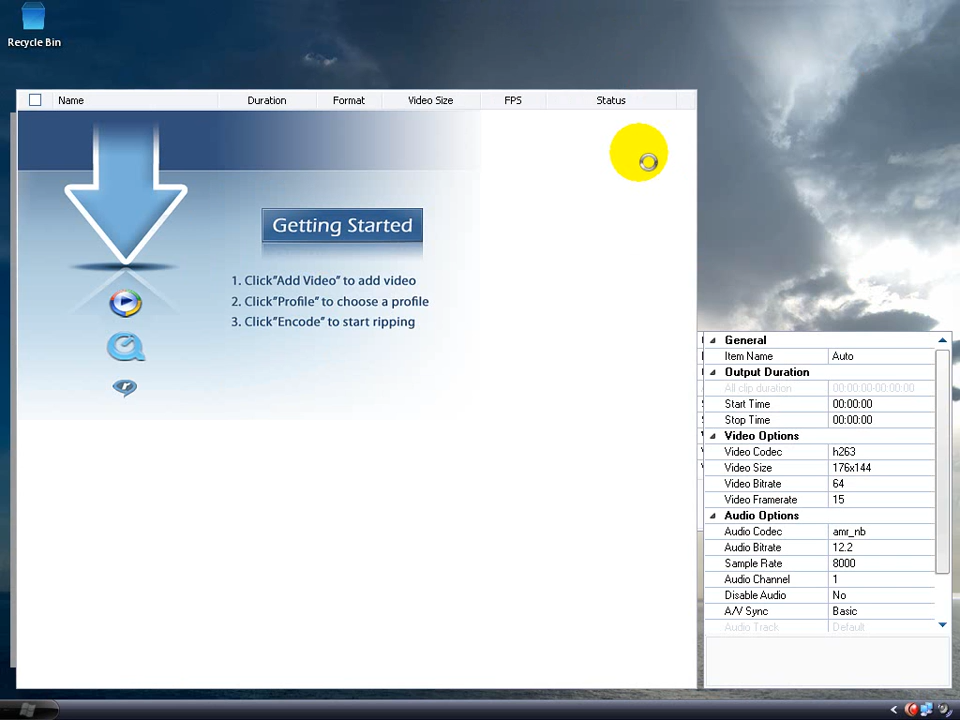 Recycle Bin
Name Duration Format Video Size FPS Status
Getting Started
1. Click"Add Video" to add video
2. Click"Profile" to choose a profile
3. Click"Encode" to start ripping
General
Item Name Auto
Output Duration
All clip duration 00:00:00-00:00:00
Start Time 00:00:00
Stop Time 00:00:00
Video Options
Video Codec h263
Video Size 176x144
Video Bitrate 64
Video Framerate 15
Audio Options
Audio Codec amr_nb
Audio Bitrate 12.2
Sample Rate 8000
Audio Channel 1
Disable Audio No
A/V Sync Basic
Audio Track Default